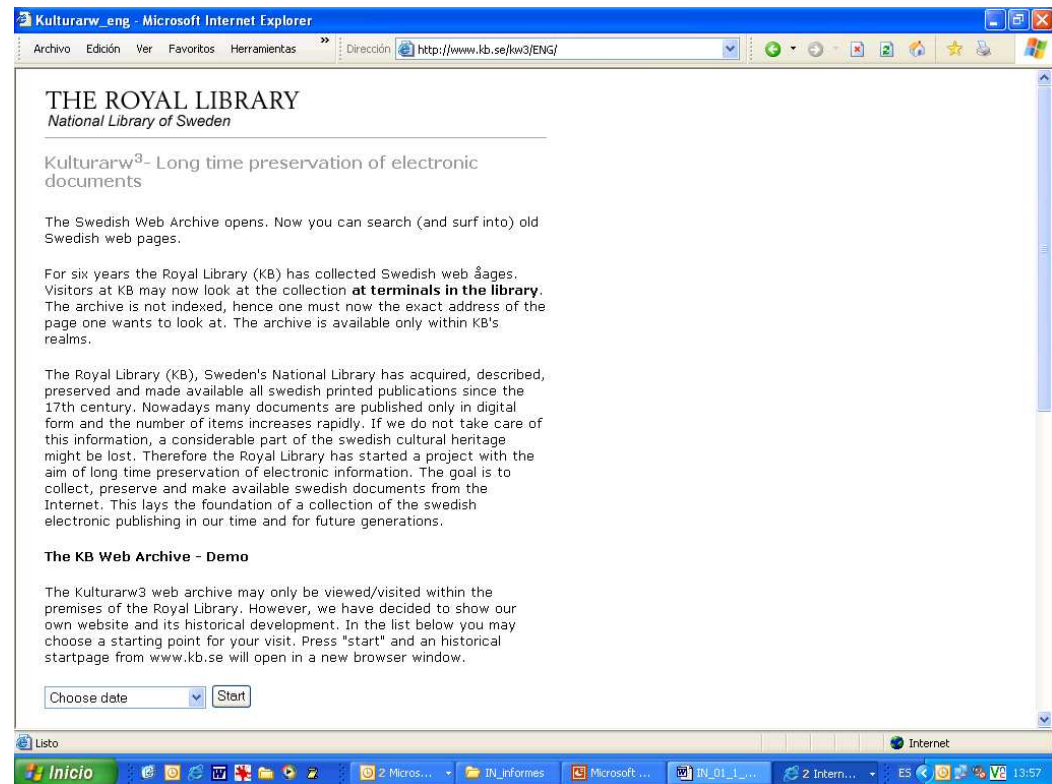 Kulturarw_eng - Microsoft Internet Explorer
Archivo Edición Ver Favoritos Herramientas » Dirección http://www.kb.se/kw3/ENG/
THE ROYAL LIBRARY
National Library of Sweden
Kulturarw³- Long time preservation of electronic
documents
The Swedish Web Archive opens. Now you can search (and surf into) old
Swedish web pages.
For six years the Royal Library (KB) has collected Swedish web åages.
Visitors at KB may now look at the collection at terminals in the library.
The archive is not indexed, hence one must now the exact address of the
page one wants to look at. The archive is available only within KB's
realms.
The Royal Library (KB), Sweden's National Library has acquired, described,
preserved and made available all swedish printed publications since the
17th century. Nowadays many documents are published only in digital
form and the number of items increases rapidly. If we do not take care of
this information, a considerable part of the swedish cultural heritage
might be lost. Therefore the Royal Library has started a project with the
aim of long time preservation of electronic information. The goal is to
collect, preserve and make available swedish documents from the
Internet. This lays the foundation of a collection of the swedish
electronic publishing in our time and for future generations.
The KB Web Archive - Demo
The Kulturarw3 web archive may only be viewed/visited within the
premises of the Royal Library. However, we have decided to show our
own website and its historical development. In the list below you may
choose a starting point for your visit. Press "start" and an historical
startpage from www.kb.se will open in a new browser window.
Choose date Start
Listo Internet
Inicio 2 Micros... IN_informes Microsoft ... IN_01_1_... 2 Intern... ES 13:57